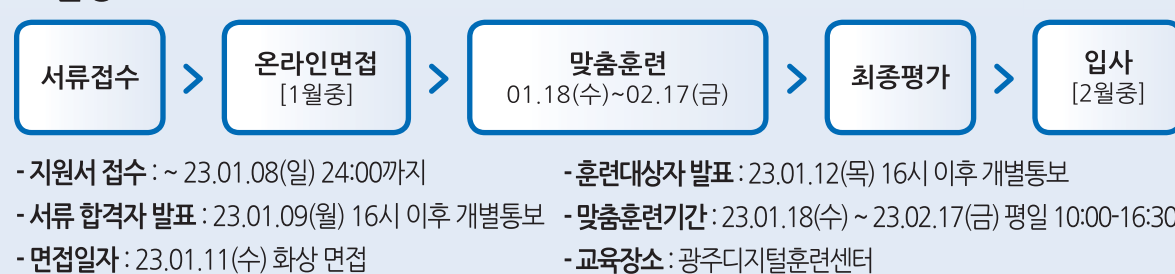 서류접수
온라인면접
[1월중]
맞춤훈련
01.18(수)~02.17(금)
최종평가
입사
[2월중]
- 지원서 접수 : ~ 23.01.08(일) 24:00까지
- 서류 합격자 발표 : 23.01.09(월) 16시 이후 개별통보
- 면접일자 : 23.01.11(수) 화상 면접
- 훈련대상자 발표 : 23.01.12(목) 16시 이후 개별통보
- 맞춤훈련기간 : 23.01.18(수) ~ 23.02.17(금) 평일 10:00-16:30
- 교육장소 : 광주디지털훈련센터